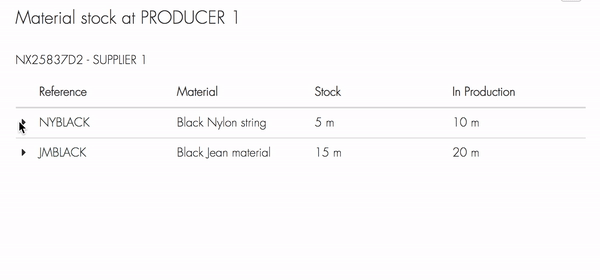 Material stock at PRODUCER 1
NX25837D2 - SUPPLIER 1
Reference Material Stock In Production
NYBLACK Black Nylon string 5 m 10 m
JMBLACK Black Jean material 15 m 20 m